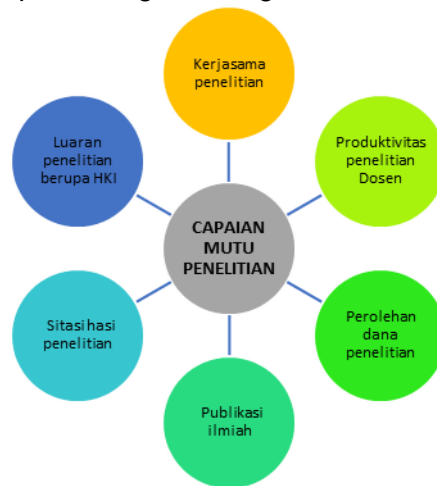 Kerjasama
penelitian
Produktivitas
penelitian
Dosen
Perolehan
dana
penelitian
Publikasi
ilmiah
Sitasi hasi
penelitian
Luaran
penelitian
berupa HKI
CAPAIAN
MUTU
PENELITIAN